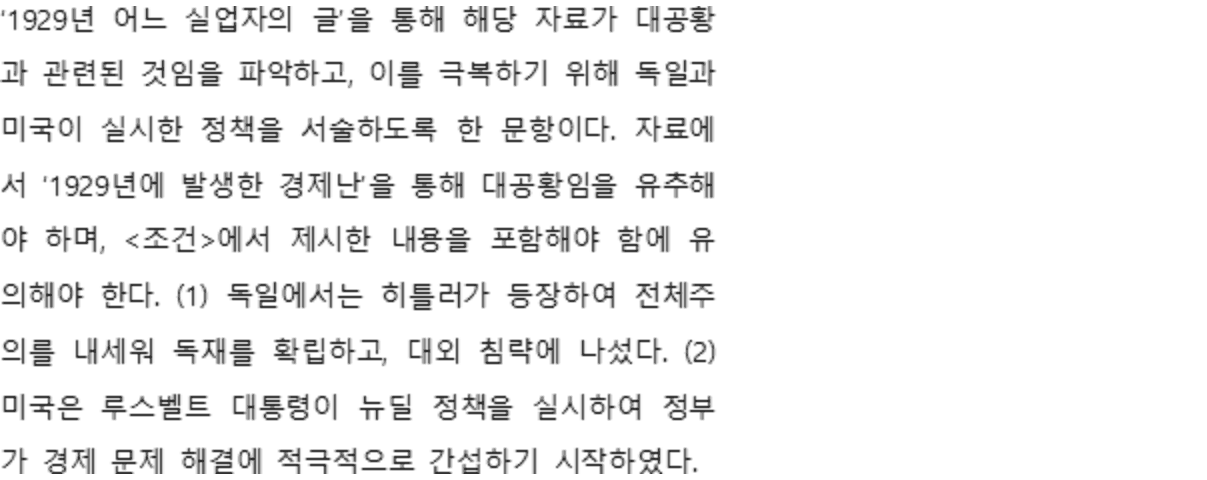 '1929년 어느 실업자의 글'을 통해 해당 자료가 대공황
과 관련된 것임을 파악하고, 이를 극복하기 위해 독일과
미국이 실시한 정책을 서술하도록 한 문항이다. 자료에
서 '1929년에 발생한 경제난'을 통해 대공황임을 유추해
야 하며, <조건>에서 제시한 내용을 포함해야 함에 유
의해야 한다. (1) 독일에서는 히틀러가 등장하여 전체주
의를 내세워 독재를 확립하고, 대외 침략에 나섰다. (2)
미국은 루스벨트 대통령이 뉴딜 정책을 실시하여 정부
가 경제 문제 해결에 적극적으로 간섭하기 시작하였다.